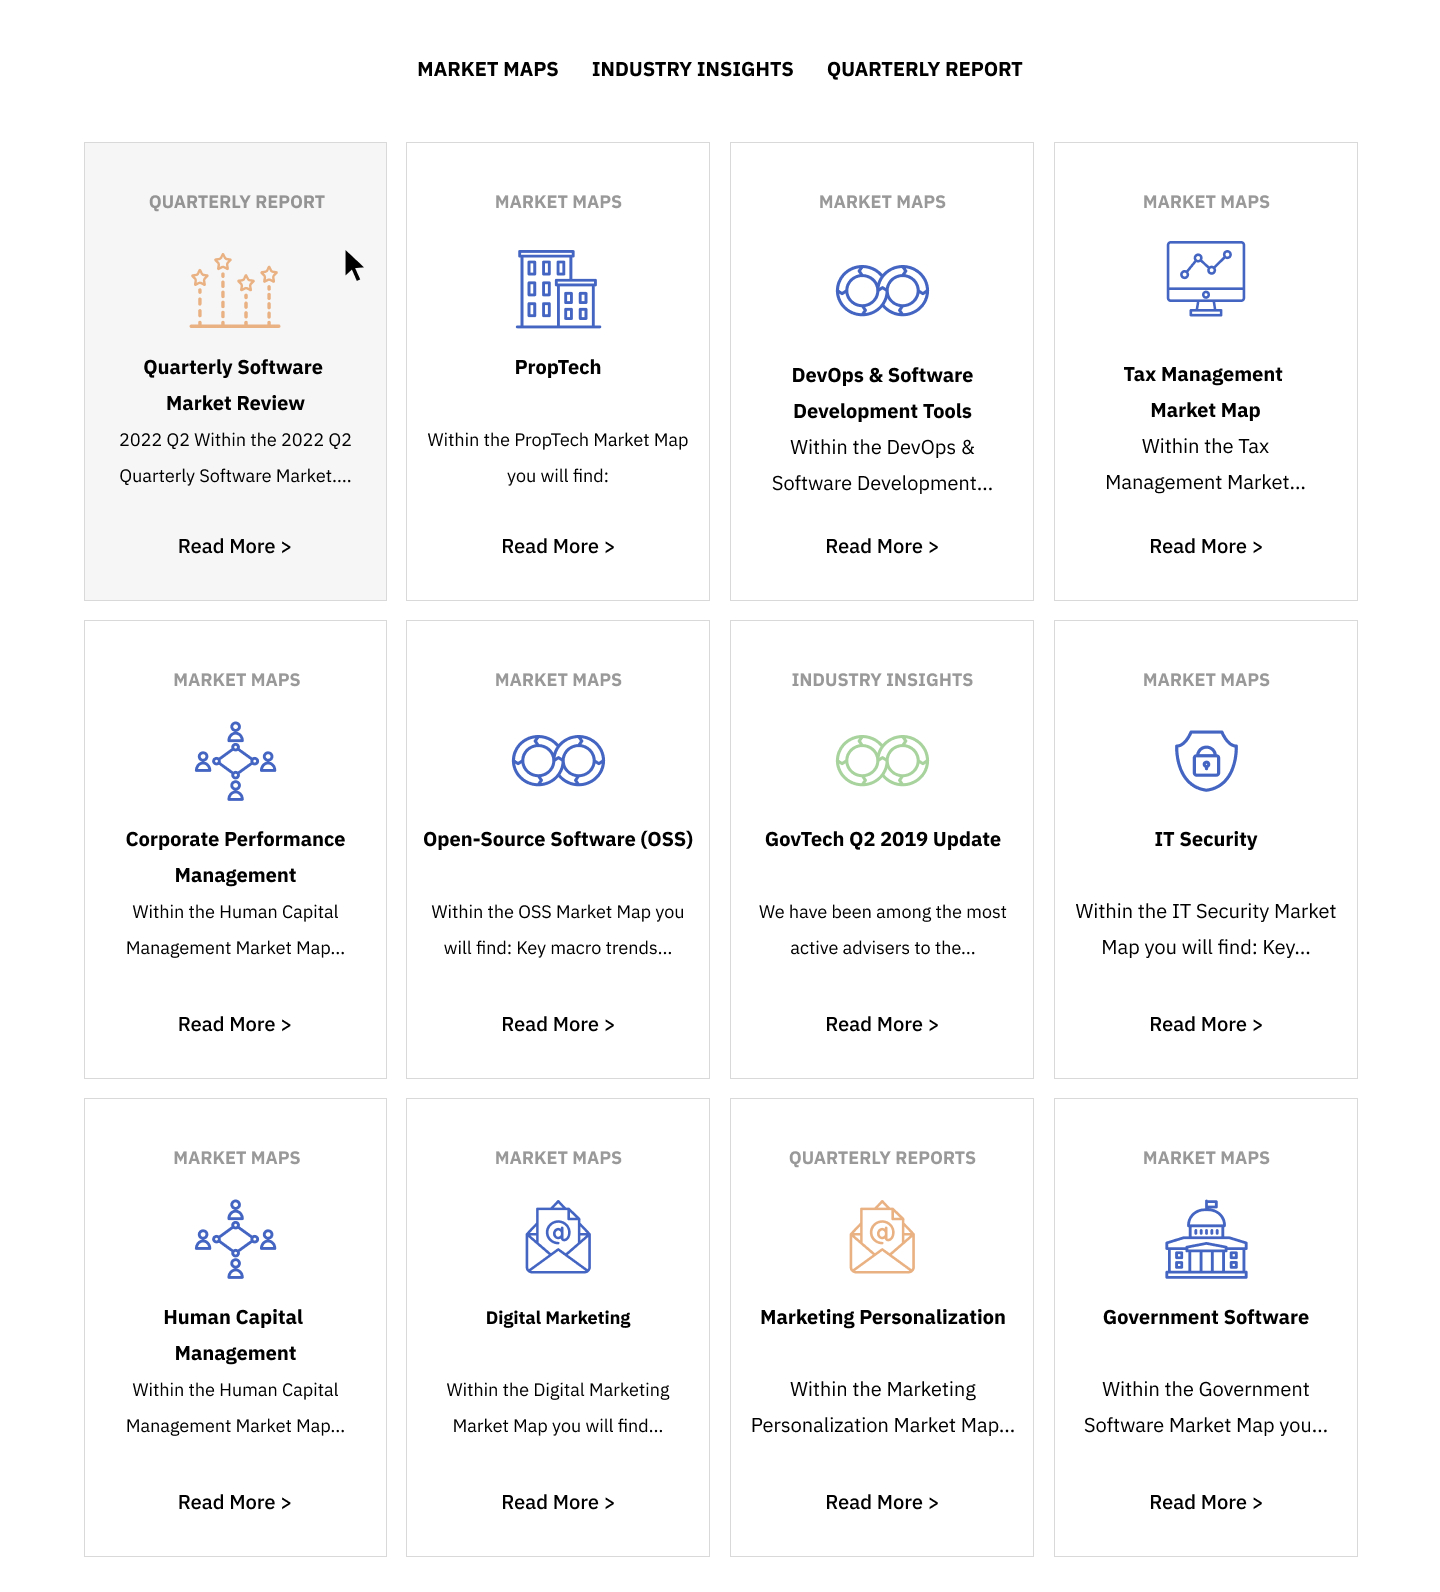 MARKET MAPS INDUSTRY INSIGHTS QUARTERLY REPORT
QUARTERLY REPORT
Quarterly Software
Market Review
2022 Q2 Within the 2022 Q2
Quarterly Software Market....
Read More >
MARKET MAPS
PropTech
Within the PropTech Market Map
you will find:
Read More >
MARKET MAPS
DevOps & Software
Development Tools
Within the DevOps &
Software Development...
Read More >
MARKET MAPS
Tax Management
Market Map
Within the Tax
Management Market...
Read More >
MARKET MAPS
Corporate Performance
Management
Within the Human Capital
Management Market Map...
Read More >
MARKET MAPS
Open-Source Software (OSS)
Within the OSS Market Map you
will find: Key macro trends...
Read More >
INDUSTRY INSIGHTS
GovTech Q2 2019 Update
We have been among the most
active advisers to the...
Read More >
MARKET MAPS
IT Security
Within the IT Security Market
Map you will find: Key...
Read More >
MARKET MAPS
Human Capital
Management
Within the Human Capital
Management Market Map...
Read More >
MARKET MAPS
@
Digital Marketing
Within the Digital Marketing
Market Map you will find...
Read More >
QUARTERLY REPORTS
@
Marketing Personalization
Within the Marketing
Personalization Market Map...
Read More >
MARKET MAPS
Government Software
Within the Government
Software Market Map you...
Read More >